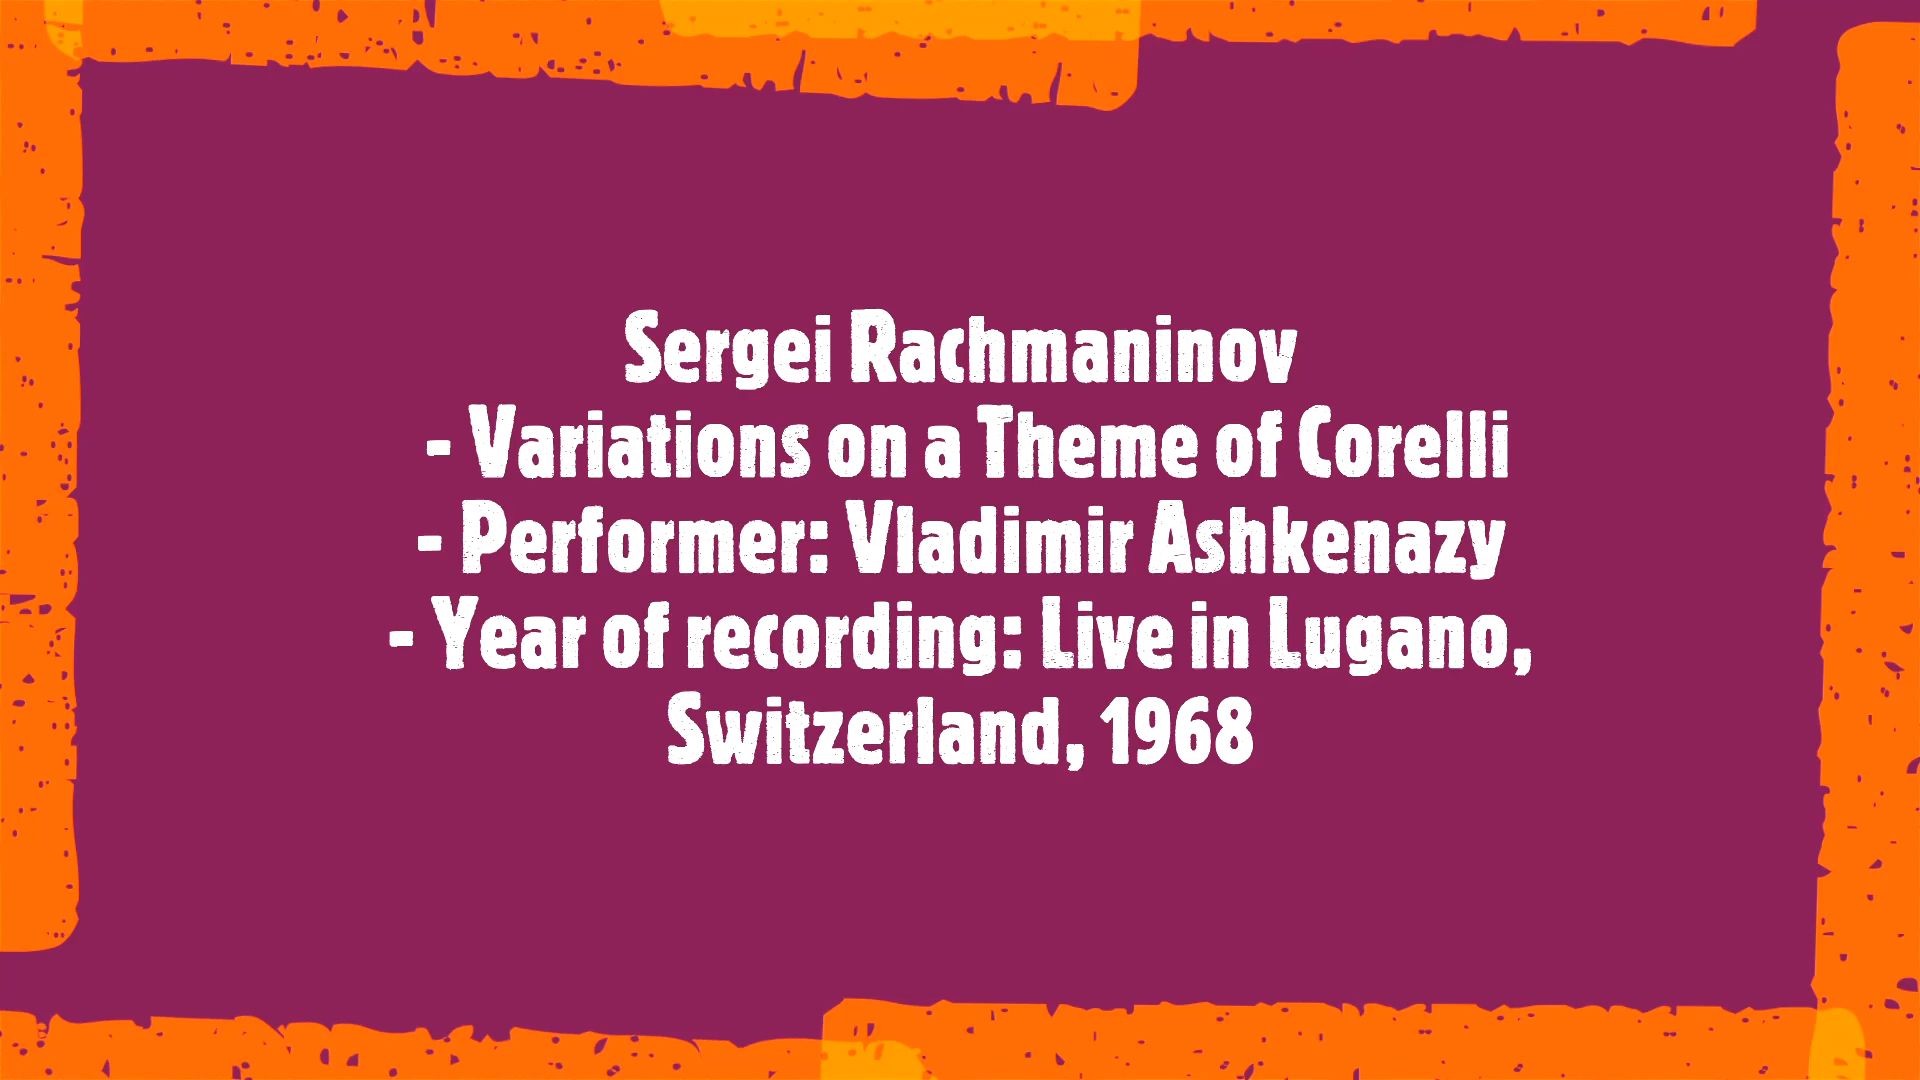 Sergei Rachmaninov
- Variations on a Theme of Corelli
- Performer: Vladimir Ashkenazy
- Year of recording: Live in Lugano,
Switzerland, 1968